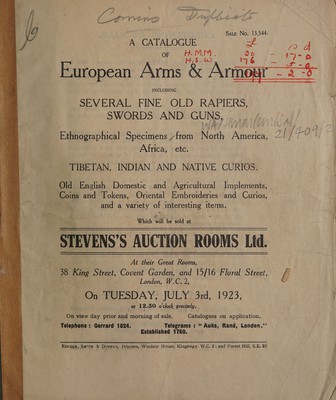 Comins Duplicate
Sale No. 13,544.
A CATALOGUE
OF
European Arms & Armour
H.M.M.
H.S.W.
£ s d
INCLUDING
SEVERAL FINE OLD RAPIERS,
SWORDS AND GUNS,
Ethnographical Specimens from North America,
Africa, etc.
TIBETAN, INDIAN AND NATIVE CURIOS.
Old English Domestic and Agricultural Implements,
Coins and Tokens, Oriental Embroideries and Curios,
and a variety of interesting items.
Which will be sold at
STEVENS'S AUCTION ROOMS Ltd.
At their Great Rooms,
38 King Street, Covent Garden, and 15/16 Floral Street,
London, W.C.2,
On TUESDAY, JULY 3rd, 1923,
at 12.30 o'clock precisely.
On view day prior and morning of sale. Catalogues on application.
Telephone: Gerrard 1824. Telegrams: "Auks, Rand, London."
Established 1760.